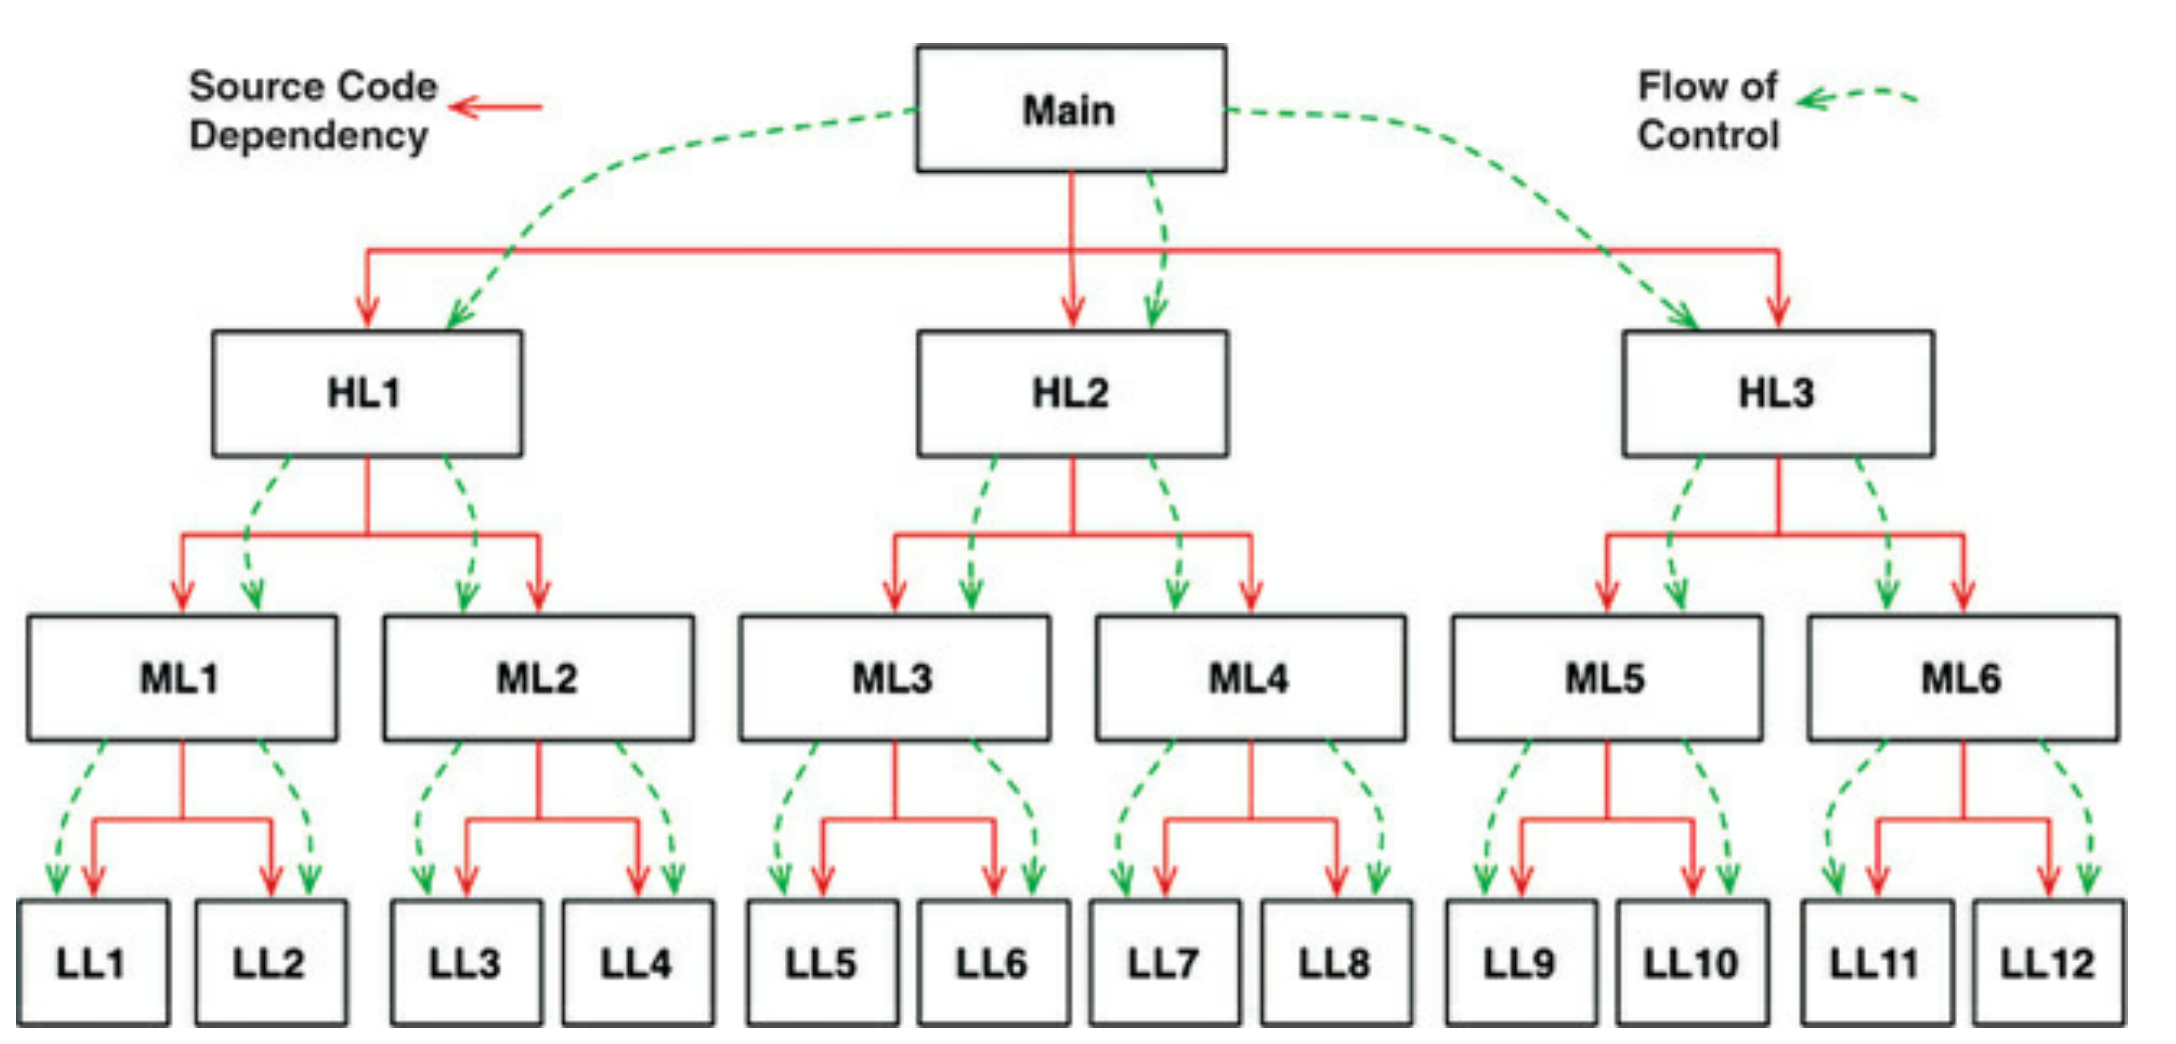 Source Code
Dependency
Main
Flow of
Control
HL1
HL2
HL3
ML1
ML2
ML3
ML4
ML5
ML6
LL1
LL2
LL3
LL4
LL5
LL6
LL7
LL8
LL9
LL10
LL11
LL12